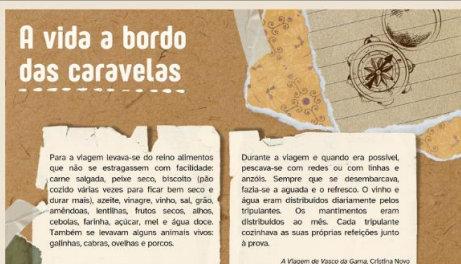 A vida a bordo
das caravelas
Para a viagem levava-se do reino alimentos
que não se estragassem com facilidade:
carne salgada, peixe seco, biscoito (pão
cozido várias vezes para ficar bem seco e
durar mais), azeite, vinagre, vinho, sal, grão,
amêndoas, lentilhas, frutos secos, alhos,
cebolas, farinha, açúcar, mel e água doce.
Também se levavam alguns animais vivos:
galinhas, cabras, ovelhas e porcos.
Durante a viagem e quando era possível,
pescava-se com redes ou com linhas e
anzóis. Sempre que se desembarcava,
fazia-se a aguada e o refresco. O vinho e
água eram distribuídos diariamente pelos
tripulantes. Os mantimentos eram
distribuídos ao mês. Cada tripulante
cozinhava as suas próprias refeições junto
à prova.
A Viagem de Vasco da Gama, Cristina Novo